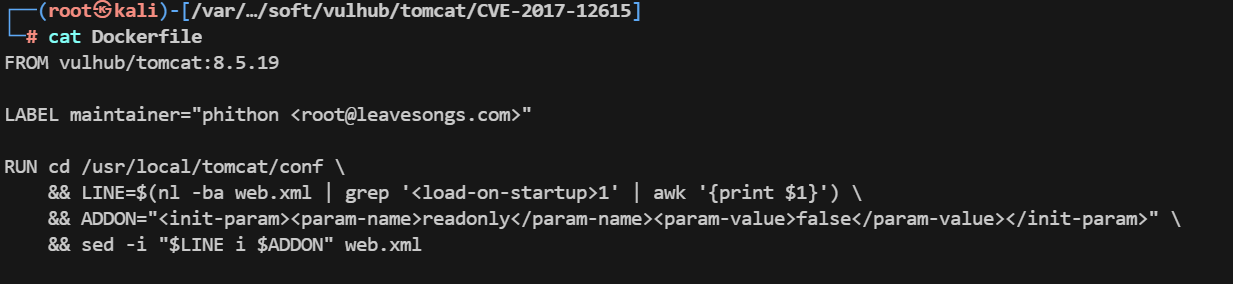 ┌──(root㉿kali)-[/var/…/soft/vulhub/tomcat/CVE-2017-12615]
└─# cat Dockerfile
FROM vulhub/tomcat:8.5.19
LABEL maintainer="phithon <root@leavesongs.com>"
RUN cd /usr/local/tomcat/conf \
    && LINE=$(nl -ba web.xml | grep '<load-on-startup>1' | awk '{print $1}') \
    && ADDON="<init-param><param-name>readonly</param-name><param-value>false</param-value></init-param>" \
    && sed -i "$LINE i $ADDON" web.xml